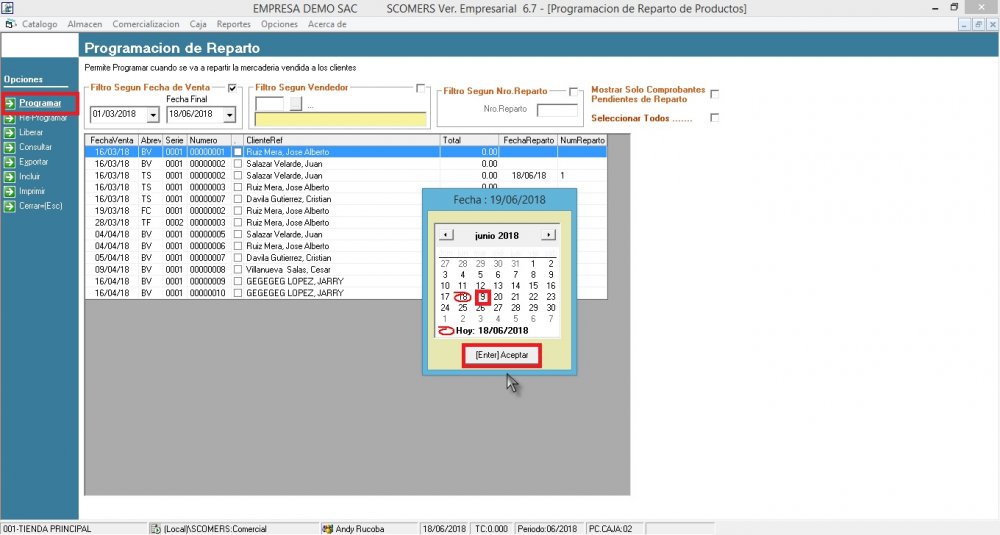 EMPRESA DEMO SAC SCOMERS Ver. Empresarial 6.7 - [Programacion de Reparto de Productos]
Catalogo Almacen Comercializacion Caja Reportes Opciones Acerca de
Programacion de Reparto
Permite Programar cuando se va a repartir la mercaderia vendida a los clientes
Opciones
Programar
Re-Programar
Liberar
Consultar
Exportar
Incluir
Imprimir
Cerrar=(Esc)
Filtro Segun Fecha de Venta
Fecha Final
01/03/2018 18/06/2018
Filtro Segun Vendedor
...
Filtro Segun Nro.Reparto
Nro.Reparto
Mostrar Solo Comprobantes
Pendientes de Reparto
Seleccionar Todos .......
FechaVenta Abrev Serie Numero . ClienteRef Total FechaReparto NumReparto
16/03/18 BV 0001 00000001 Ruiz Mera, Jose Alberto 0.00
16/03/18 BV 0001 00000002 Salazar Velarde, Juan 0.00
16/03/18 TS 0001 00000002 Salazar Velarde, Juan 0.00 18/06/18 1
16/03/18 TS 0001 00000003 Ruiz Mera, Jose Alberto 0.00
16/03/18 TS 0001 00000007 Davila Gutierrez, Cristian
19/03/18 FC 0001 00000002 Ruiz Mera, Jose Alberto
28/03/18 TF 0002 00000003 Ruiz Mera, Jose Alberto
04/04/18 BV 0001 00000005 Salazar Velarde, Juan
04/04/18 BV 0001 00000006 Ruiz Mera, Jose Alberto
05/04/18 BV 0001 00000007 Davila Gutierrez, Cristian
09/04/18 BV 0001 00000008 Villanueva Salas, Cesar
16/04/18 BV 0001 00000009 GEGEGEG LOPEZ, JARRY
16/04/18 BV 0001 00000010 GEGEGEG LOPEZ, JARRY
Fecha : 19/06/2018
junio 2018
27 28 29 30 31 1 2
3 4 5 6 7 8 9
10 11 12 13 14 15 16
17 18 19 20 21 22 23
24 25 26 27 28 29 30
1 2 3 4 5 6 7
Hoy: 18/06/2018
[Enter] Aceptar
001-TIENDA PRINCIPAL (Local)\SCOMERS:Comercial Andy Rucoba 18/06/2018 TC:0.000 Periodo:06/2018 PC.CAJA:02